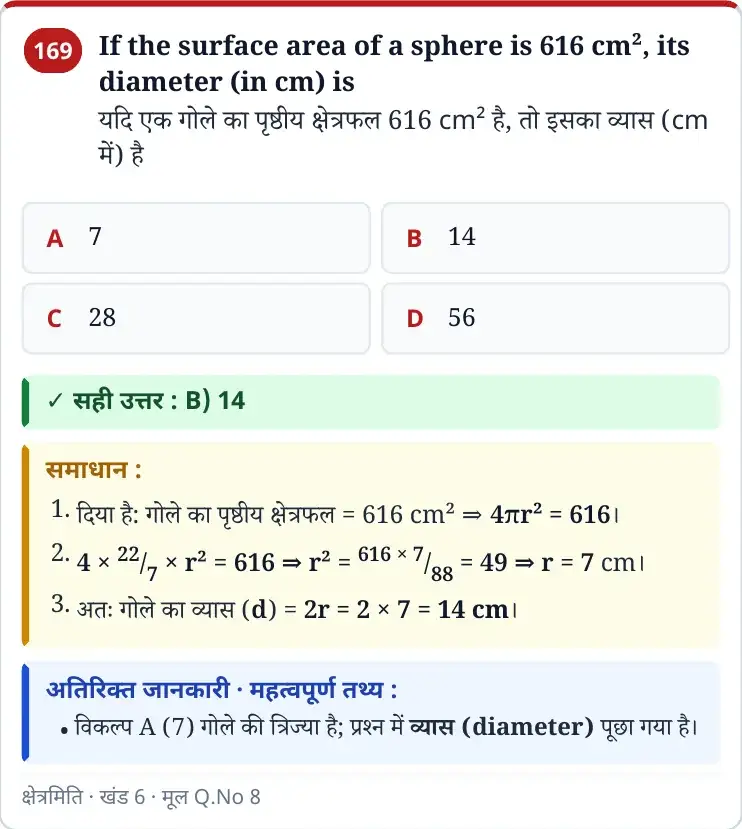 169
If the surface area of a sphere is 616 cm², its
diameter (in cm) is
यदि एक गोले का पृष्ठीय क्षेत्रफल 616 cm² है, तो इसका व्यास (cm
में) है
A 7
B 14
C 28
D 56
✓ सही उत्तर : B) 14
समाधान :
1. दिया है: गोले का पृष्ठीय क्षेत्रफल = 616 cm² ⇒ 4πr² = 616।
2. 4 × 22/7 × r² = 616 ⇒ r² = 616 × 7/88 = 49 ⇒ r = 7 cm।
3. अतः गोले का व्यास (d) = 2r = 2 × 7 = 14 cm।
अतिरिक्त जानकारी · महत्वपूर्ण तथ्य :
• विकल्प A (7) गोले की त्रिज्या है; प्रश्न में व्यास (diameter) पूछा गया है।
क्षेत्रमिति · खंड 6 · मूल Q.No 8